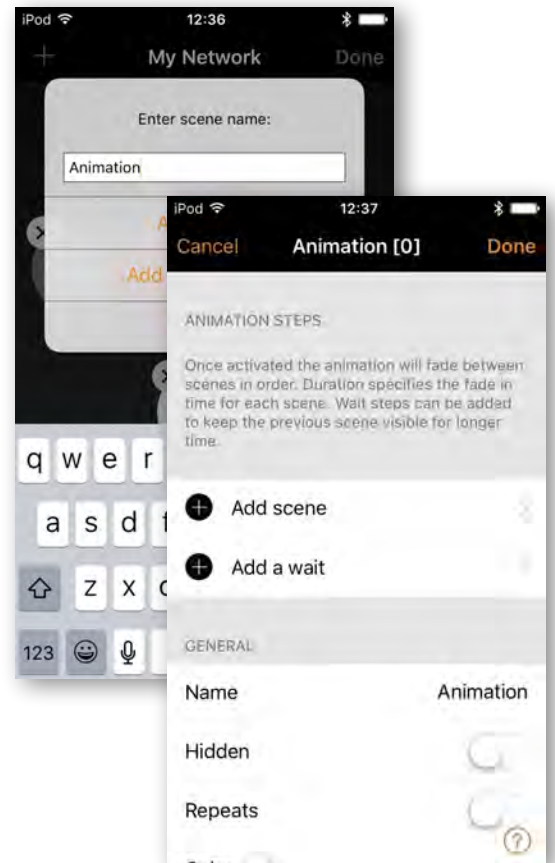 iPod 12:36
My Network Done
Enter scene name:
Animation
Add
q w e r
a s d
z x
123
iPod 12:37
Cancel Animation [0] Done
ANIMATION STEPS
Once activated the animation will fade between
scenes in order. Duration specifies the fade in
time for each scene. Wait steps can be added
to keep the previous scene visible for longer
time.
Add scene
Add a wait
GENERAL
Name Animation
Hidden
Repeats
?